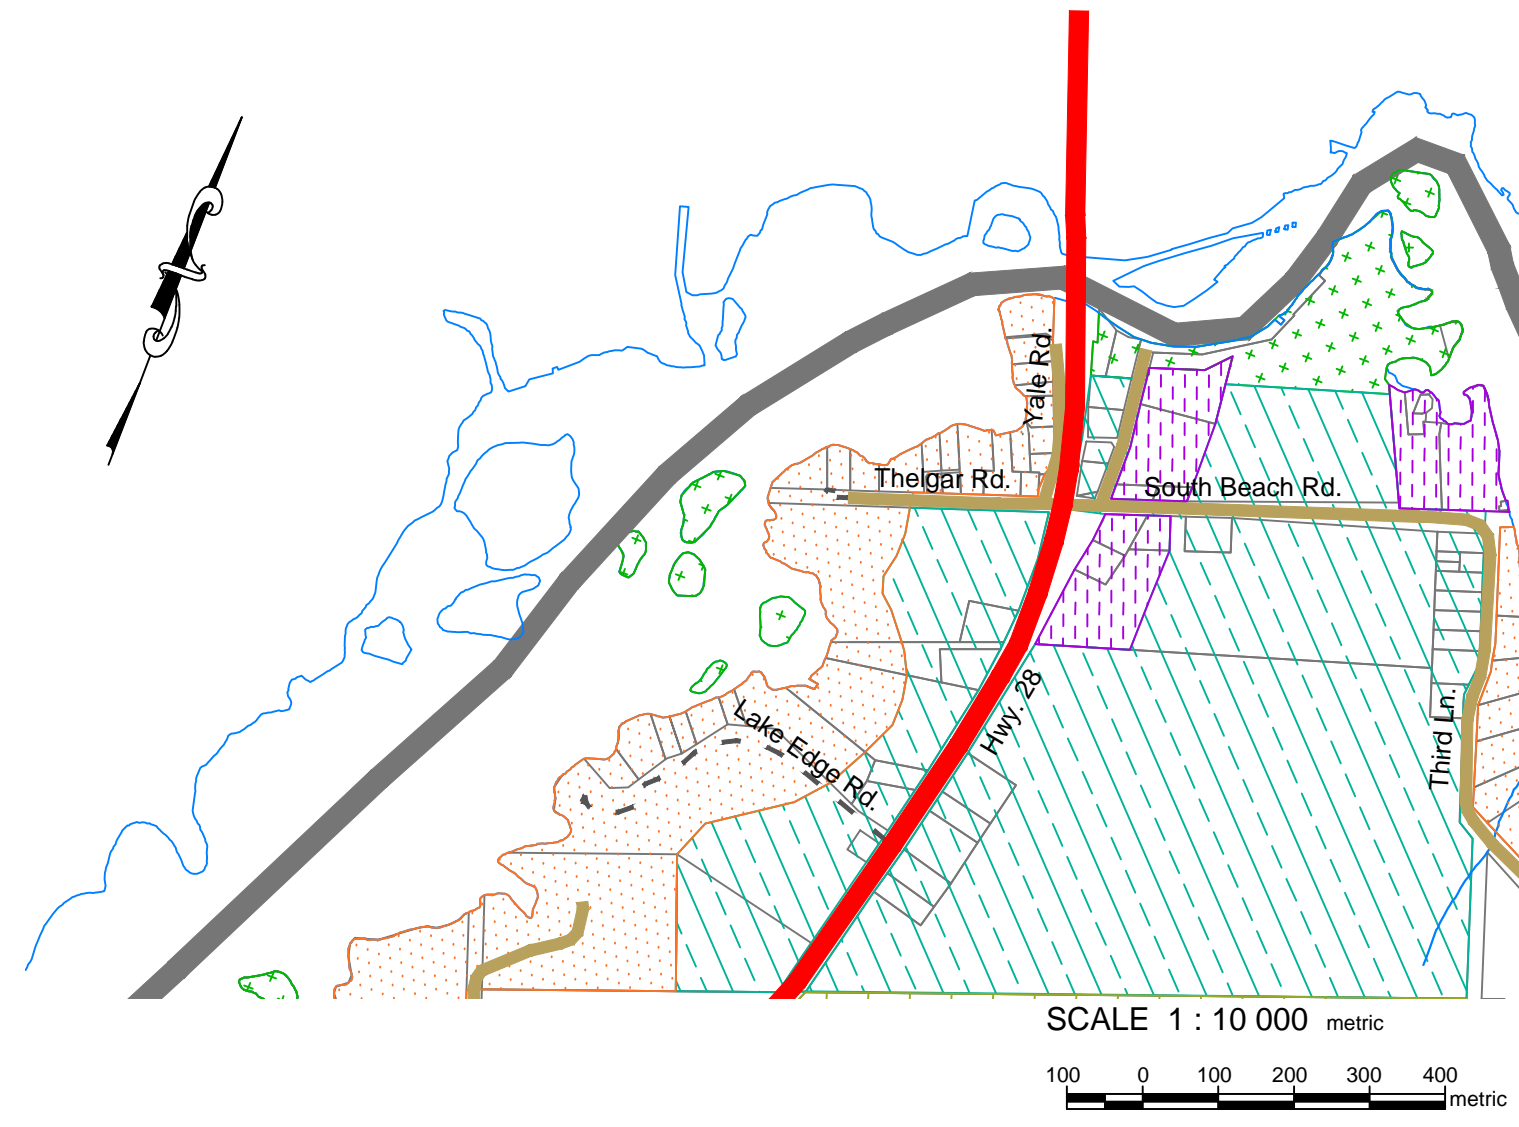 Yale Rd.
Thelgar Rd.
South Beach Rd.
Hwy. 28
Lake Edge Rd.
Third Ln.
SCALE 1 : 10 000 metric
100 0 100 200 300 400
metric